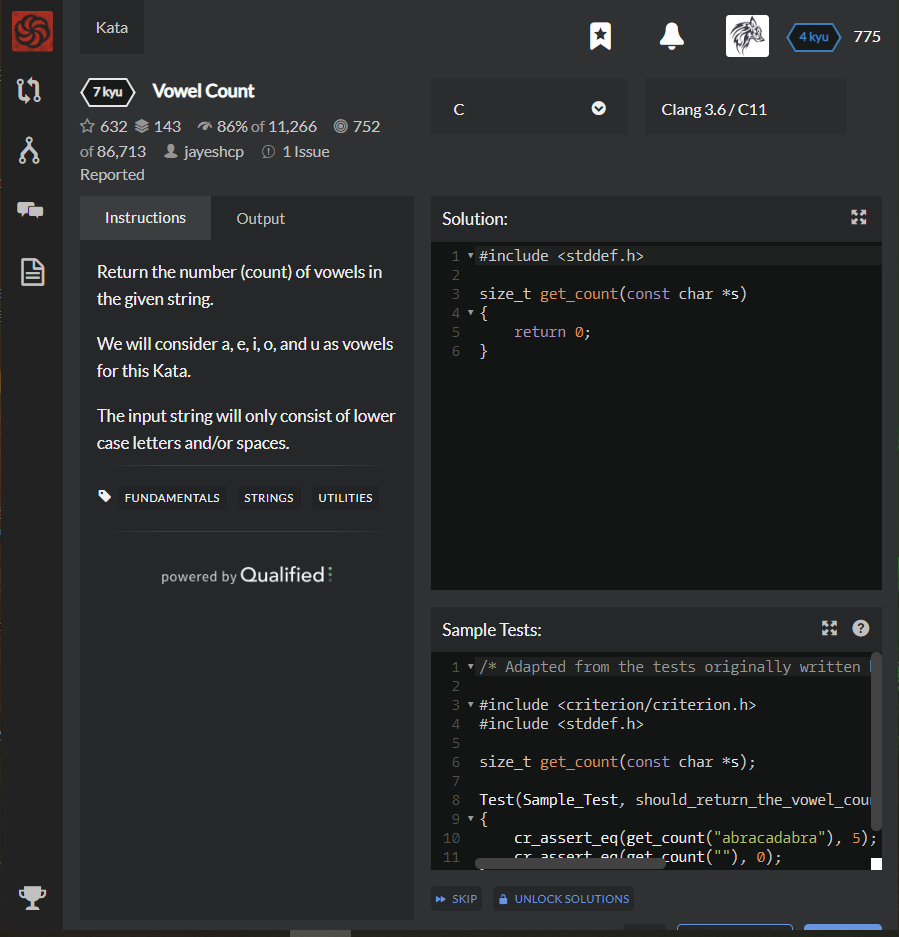 Kata
4 kyu 775
7 kyu Vowel Count
632 143 86% of 11,266 752
of 86,713 jayeshcp 1 Issue
Reported
C
Clang 3.6 / C11
Instructions Output
Return the number (count) of vowels in
the given string.
We will consider a, e, i, o, and u as vowels
for this Kata.
The input string will only consist of lower
case letters and/or spaces.
FUNDAMENTALS STRINGS UTILITIES
powered by Qualified
Solution:
1 #include <stddef.h>
2
3 size_t get_count(const char *s)
4 {
5 return 0;
6 }
Sample Tests:
1 /* Adapted from the tests originally written
2
3 #include <criterion/criterion.h>
4 #include <stddef.h>
5
6 size_t get_count(const char *s);
7
8 Test(Sample_Test, should_return_the_vowel_cou
9 {
10 cr_assert_eq(get_count("abracadabra"), 5);
11 cr_assert_eq(get_count(""), 0);
SKIP UNLOCK SOLUTIONS